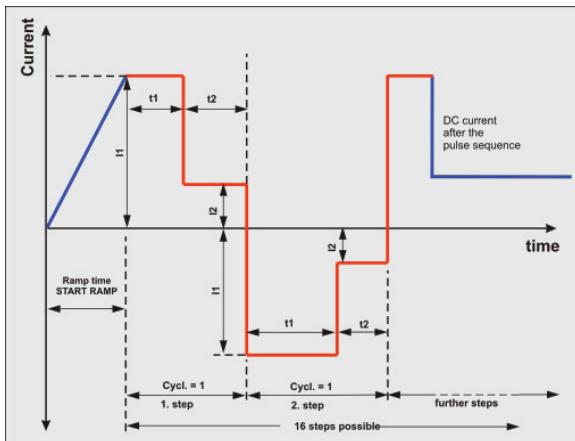 Current
t1
t2
I1
I2
DC current
after the
pulse sequence
time
I2
I1
Ramp time
START RAMP
t1
t2
Cycl. = 1
Cycl. = 1
1. step
2. step
further steps
16 steps possible